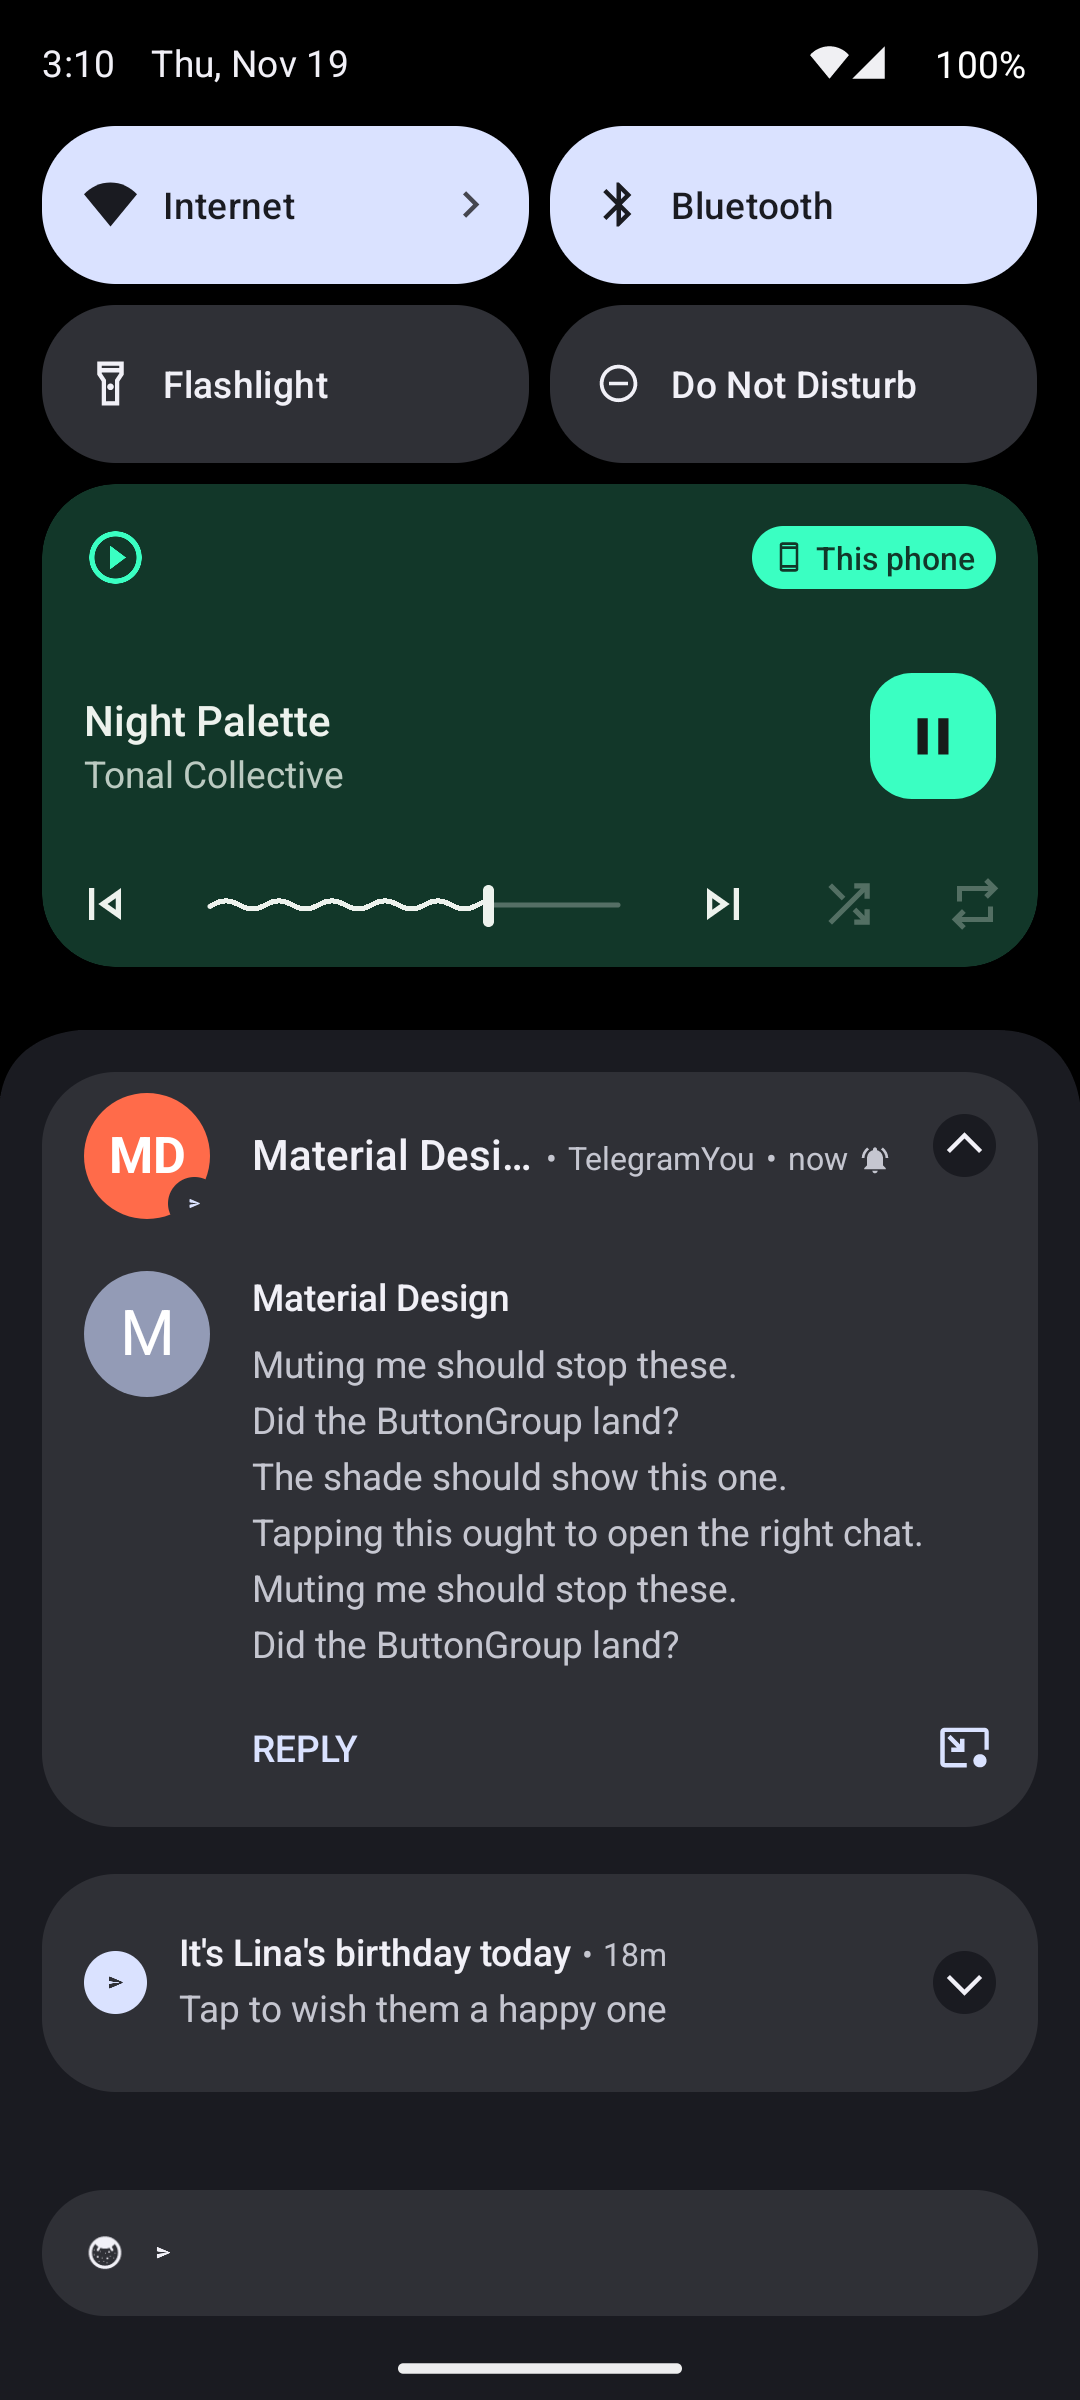 3:10 Thu, Nov 19 100%
Internet
Bluetooth
Flashlight
Do Not Disturb
This phone
Night Palette
Tonal Collective
MD
Material Desi... • TelegramYou • now
M
Material Design
Muting me should stop these.
Did the ButtonGroup land?
The shade should show this one.
Tapping this ought to open the right chat.
Muting me should stop these.
Did the ButtonGroup land?
REPLY
It's Lina's birthday today • 18m
Tap to wish them a happy one